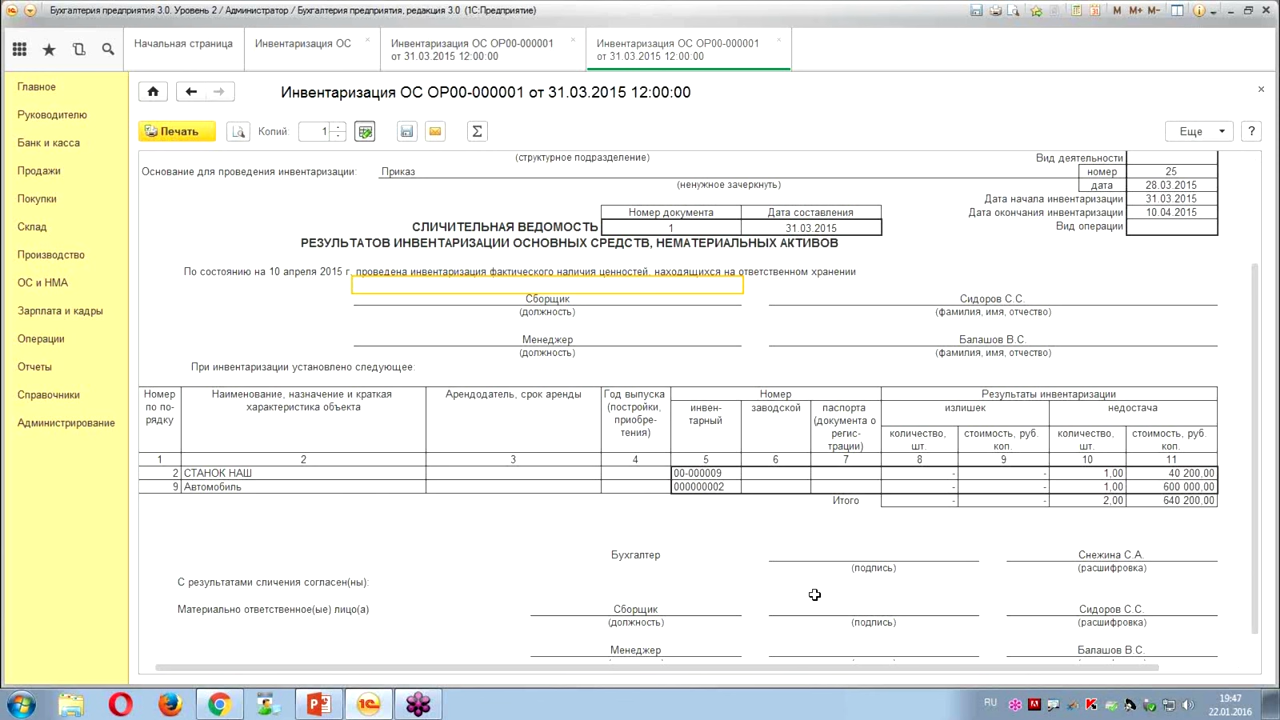 Бухгалтерия предприятия 3.0. Уровень 2 / Администратор / Бухгалтерия предприятия, редакция 3.0 (1С:Предприятие)
M M+ M-
Начальная страница
Инвентаризация ОС
Инвентаризация ОС ОР00-000001
от 31.03.2015 12:00:00
Инвентаризация ОС ОР00-000001
от 31.03.2015 12:00:00
Главное
Руководителю
Банк и касса
Продажи
Покупки
Склад
Производство
ОС и НМА
Зарплата и кадры
Операции
Отчеты
Справочники
Администрирование
Инвентаризация ОС ОР00-000001 от 31.03.2015 12:00:00
Печать
Копий: 1
Σ
Еще
?
(структурное подразделение)
Вид деятельности
Основание для проведения инвентаризации: Приказ
номер 25
(ненужное зачеркнуть)
дата 28.03.2015
Дата начала инвентаризации 31.03.2015
Номер документа Дата составления
Дата окончания инвентаризации 10.04.2015
СЛИЧИТЕЛЬНАЯ ВЕДОМОСТЬ 1 31.03.2015
Вид операции
РЕЗУЛЬТАТОВ ИНВЕНТАРИЗАЦИИ ОСНОВНЫХ СРЕДСТВ, НЕМАТЕРИАЛЬНЫХ АКТИВОВ
По состоянию на 10 апреля 2015 г. проведена инвентаризация фактического наличия ценностей, находящихся на ответственном хранении
Сборщик Сидоров С.С.
(должность) (фамилия, имя, отчество)
Менеджер Балашов В.С.
(должность) (фамилия, имя, отчество)
При инвентаризации установлено следующее:
Номер по по-рядку
Наименование, назначение и краткая характеристика объекта
Арендодатель, срок аренды
Год выпуска (постройки, приобре-тения)
Номер
инвен-тарный
заводской
паспорта (документа о регис-трации)
Результаты инвентаризации
излишек недостача
количество, шт.
стоимость, руб. коп.
количество, шт.
стоимость, руб. коп.
1 2 3 4 5 6 7 8 9 10 11
2 СТАНОК НАШ 00-000009 - - 1,00 40 200,00
9 Автомобиль 000000002 - - 1,00 600 000,00
Итого - - 2,00 640 200,00
Бухгалтер Снежина С.А.
(подпись) (расшифровка)
С результатами сличения согласен(ны):
Материально ответственное(ые) лицо(а) Сборщик Сидоров С.С.
(должность) (подпись) (расшифровка)
Менеджер Балашов В.С.
RU
19:47
22.01.2016